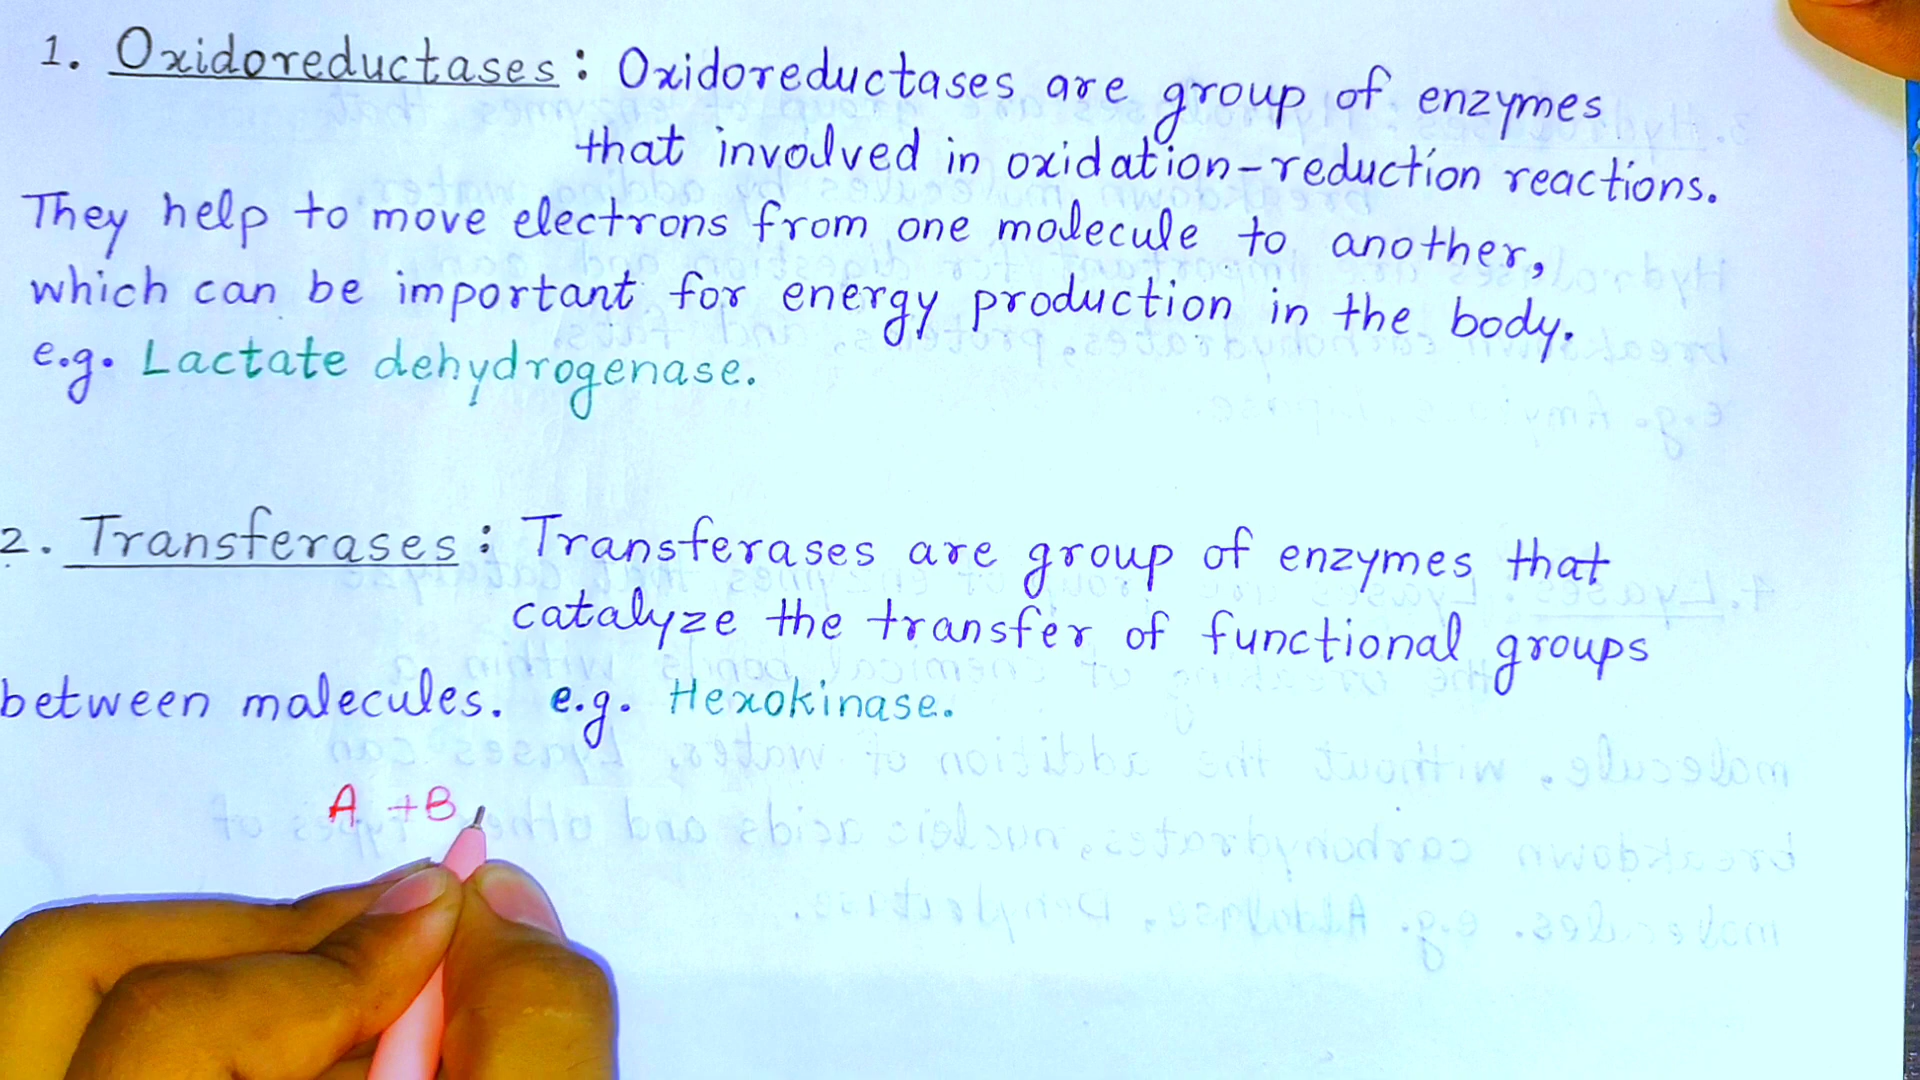 1. Oxidoreductases : Oxidoreductases are group of enzymes
that involved in oxidation-reduction reactions.
They help to move electrons from one molecule to another,
which can be important for energy production in the body.
e.g. Lactate dehydrogenase.
2. Transferases : Transferases are group of enzymes that
catalyze the transfer of functional groups
between molecules. e.g. Hexokinase.
A + B